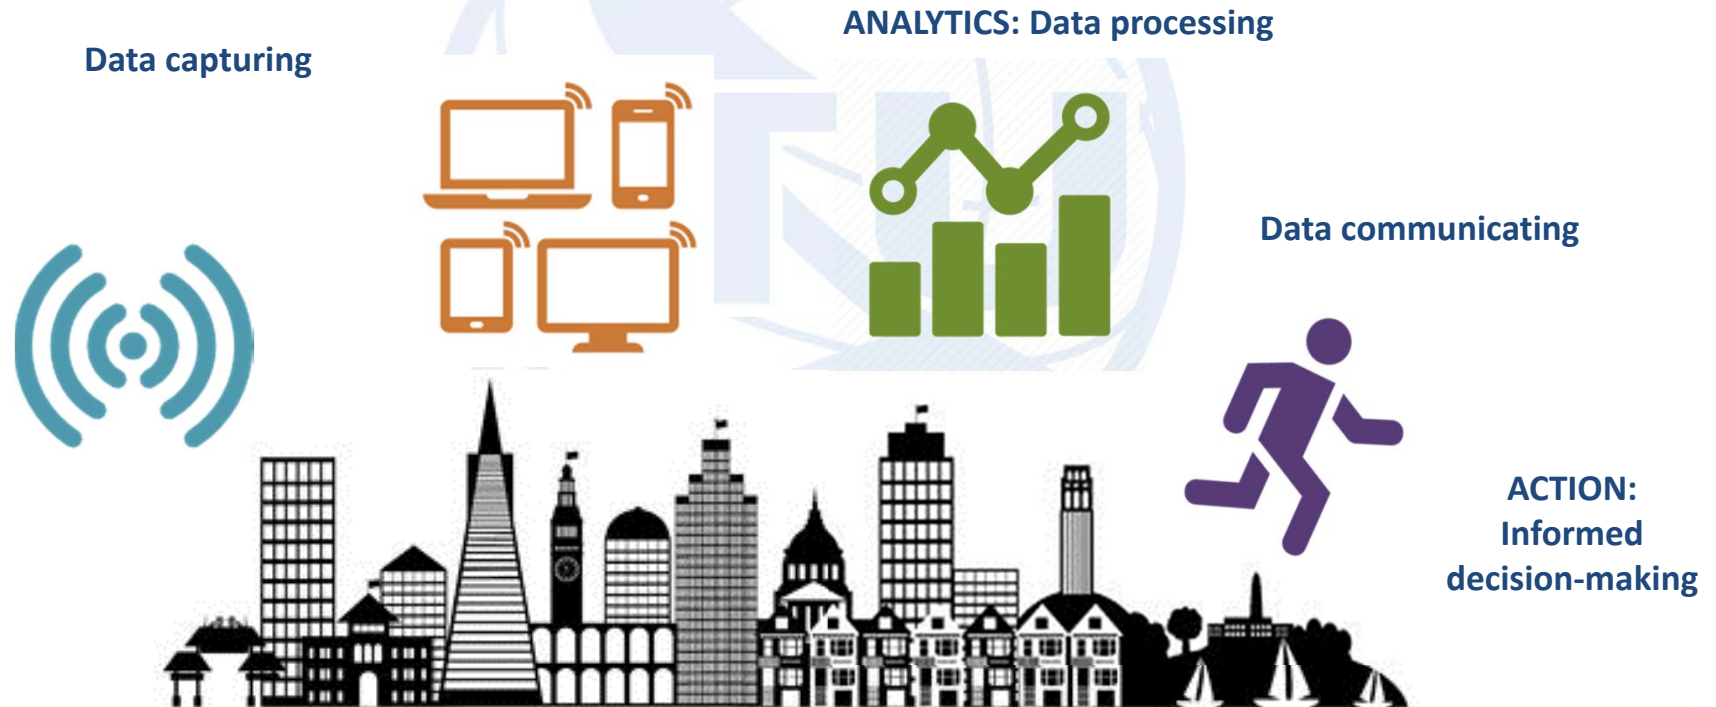 ANALYTICS: Data processing
Data capturing
Data communicating
ACTION:
Informed
decision-making